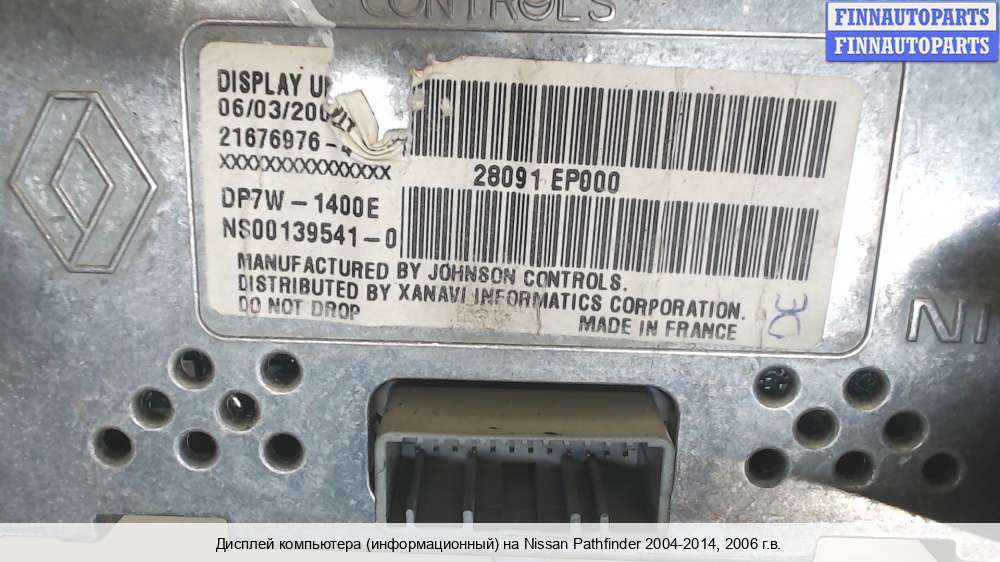 CONTROLS
FINNAUTOPARTS
FINNAUTOPARTS
DISPLAY
06/03/200
21676976-4
XXXXXXXXXXXXXXX
28091 EP000
DP7W-1400E
NS00139541-0
MANUFACTURED BY JOHNSON CONTROLS.
DISTRIBUTED BY XANAVI INFORMATICS CORPORATION.
DO NOT DROP
MADE IN FRANCE
NI
Дисплей компьютера (информационный) на Nissan Pathfinder 2004-2014, 2006 г.в.